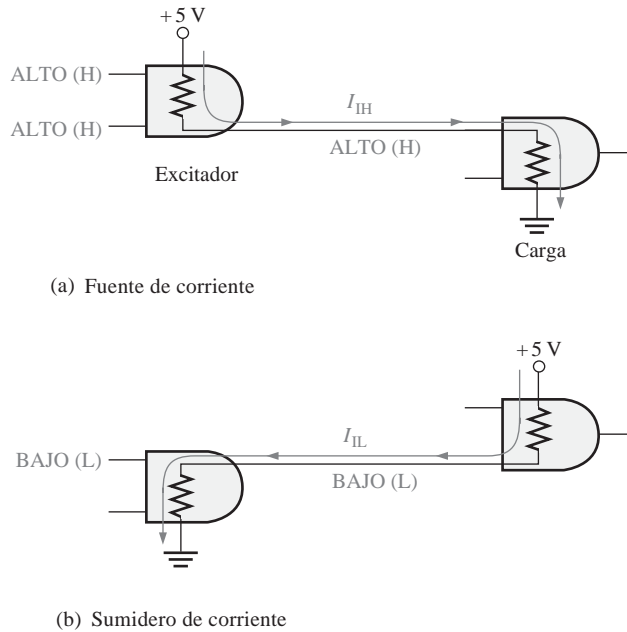 +5 V
ALTO (H)
ALTO (H)
I_IH
ALTO (H)
Excitador
Carga
(a) Fuente de corriente
+5 V
BAJO (L)
I_IL
BAJO (L)
(b) Sumidero de corriente